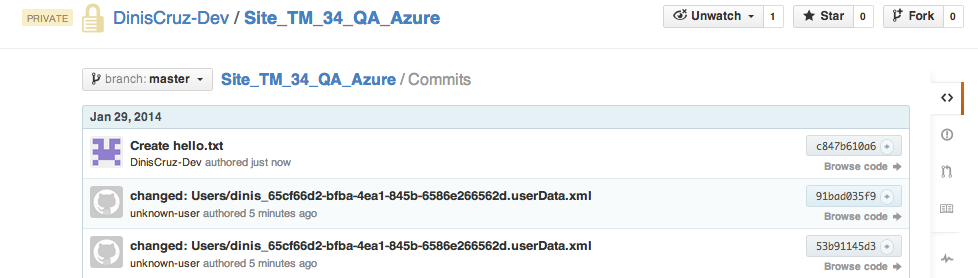 PRIVATE DinisCruz-Dev / Site_TM_34_QA_Azure Unwatch 1 Star 0 Fork 0
branch: master Site_TM_34_QA_Azure / Commits
Jan 29, 2014
Create hello.txt c847b610a6
DinisCruz-Dev authored just now Browse code
changed: Users/dinis_65cf66d2-bfba-4ea1-845b-6586e266562d.userData.xml 91bad035f9
unknown-user authored 5 minutes ago Browse code
changed: Users/dinis_65cf66d2-bfba-4ea1-845b-6586e266562d.userData.xml 53b91145d3
unknown-user authored 5 minutes ago Browse code